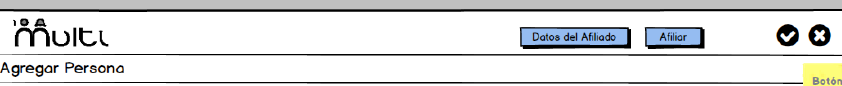 multi
Datos del Afiliado
Afiliar
Agregar Persona
Botón